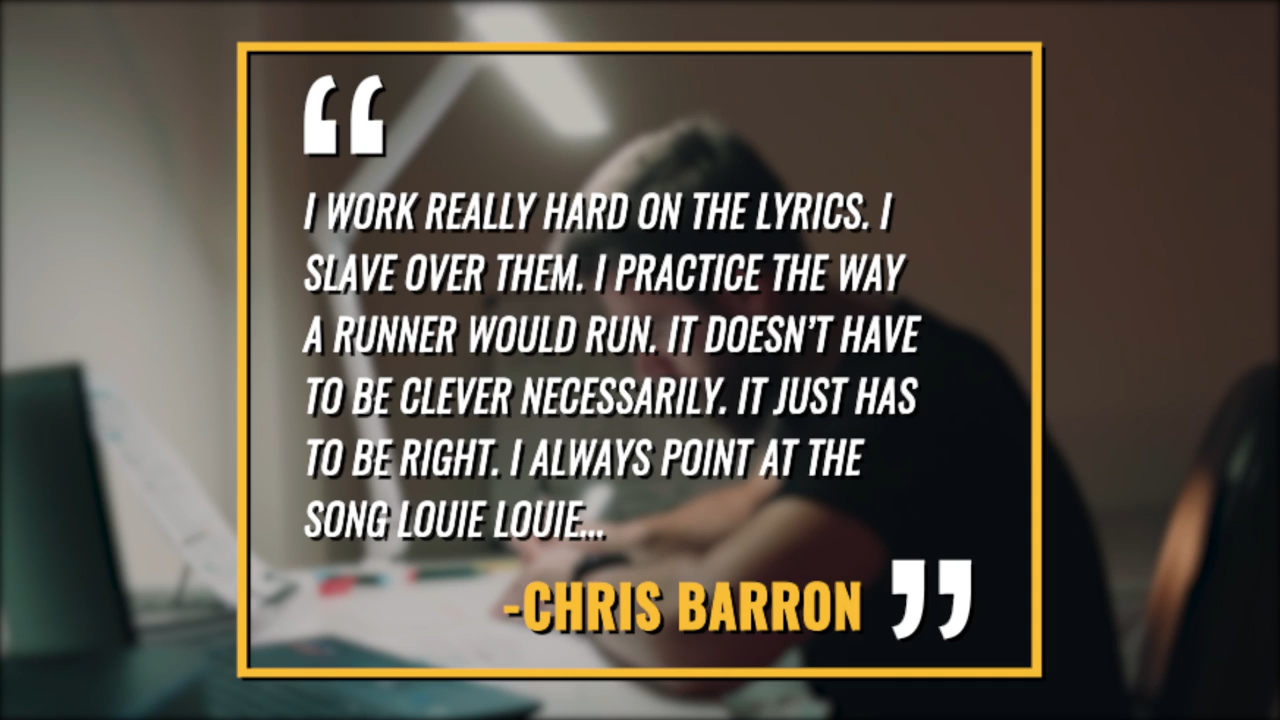 “
I WORK REALLY HARD ON THE LYRICS. I
SLAVE OVER THEM. I PRACTICE THE WAY
A RUNNER WOULD RUN. IT DOESN’T HAVE
TO BE CLEVER NECESSARILY. IT JUST HAS
TO BE RIGHT. I ALWAYS POINT AT THE
SONG LOUIE LOUIE...
-CHRIS BARRON ”